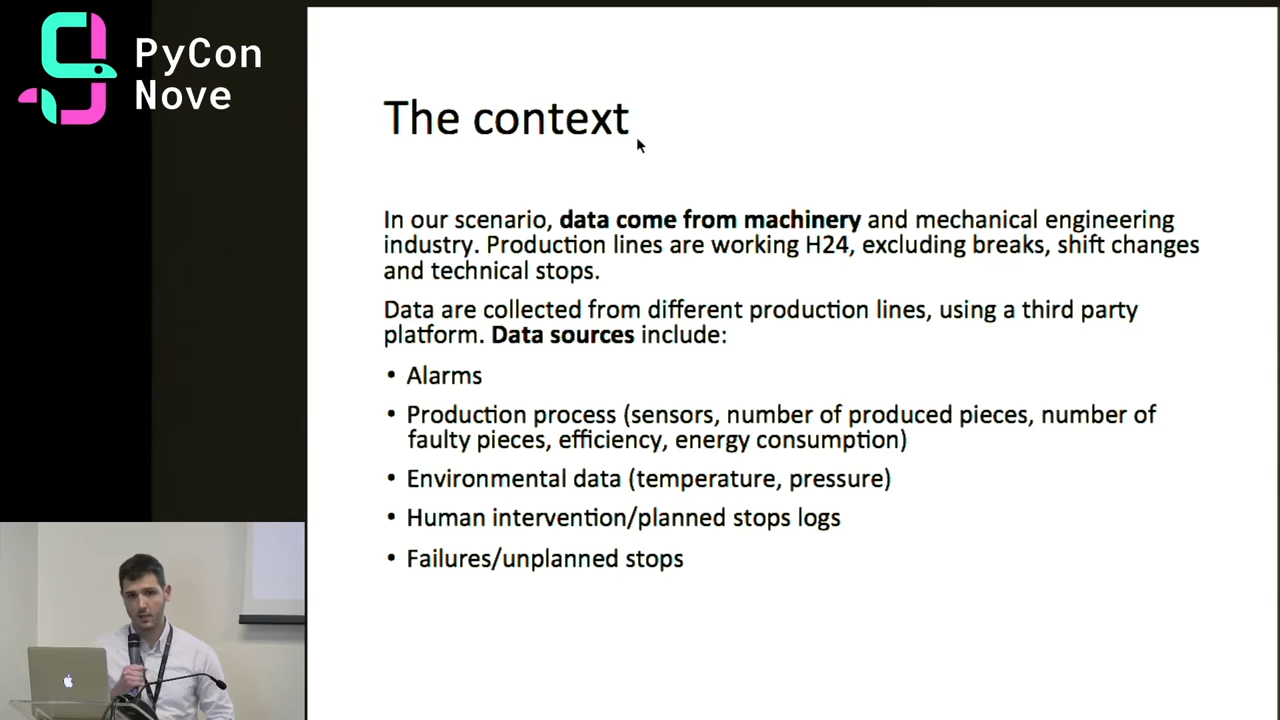 PyCon
Nove
The context
In our scenario, data come from machinery and mechanical engineering
industry. Production lines are working H24, excluding breaks, shift changes
and technical stops.
Data are collected from different production lines, using a third party
platform. Data sources include:
• Alarms
• Production process (sensors, number of produced pieces, number of
faulty pieces, efficiency, energy consumption)
• Environmental data (temperature, pressure)
• Human intervention/planned stops logs
• Failures/unplanned stops